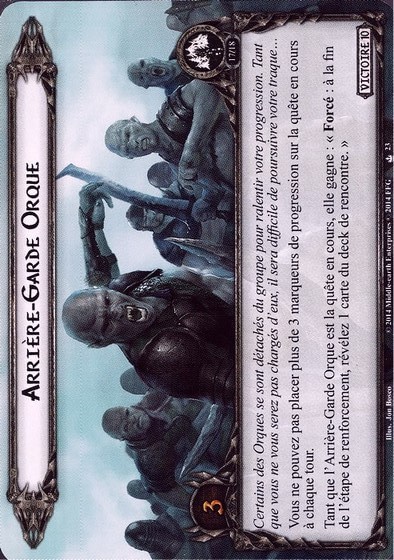 ARRIÈRE-GARDE ORQUE
17/18
3
Certains des Orques se sont détachés du groupe pour ralentir votre progression. Tant
que vous ne vous serez pas chargés d'eux, il sera difficile de poursuivre votre traque...
Vous ne pouvez pas placer plus de 3 marqueurs de progression sur la quête en cours
à chaque tour.
Tant que l'Arrière-Garde Orque est la quête en cours, elle gagne : « Forcé : à la fin
de l'étape de renforcement, révélez 1 carte du deck de rencontre. »
VICTOIRE 10
Illus. Jon Bosco
© 2014 Middle-earth Enterprises © 2014 FFG
23